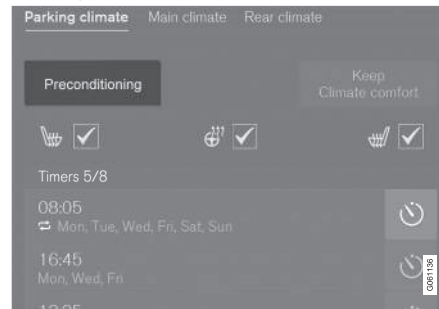 Parking climate Main climate Rear climate
Preconditioning
Keep
Climate comfort
Timers 5/8
08:05
Mon, Tue, Wed, Fri, Sat, Sun
16:45
Mon, Wed, Fri
G061136